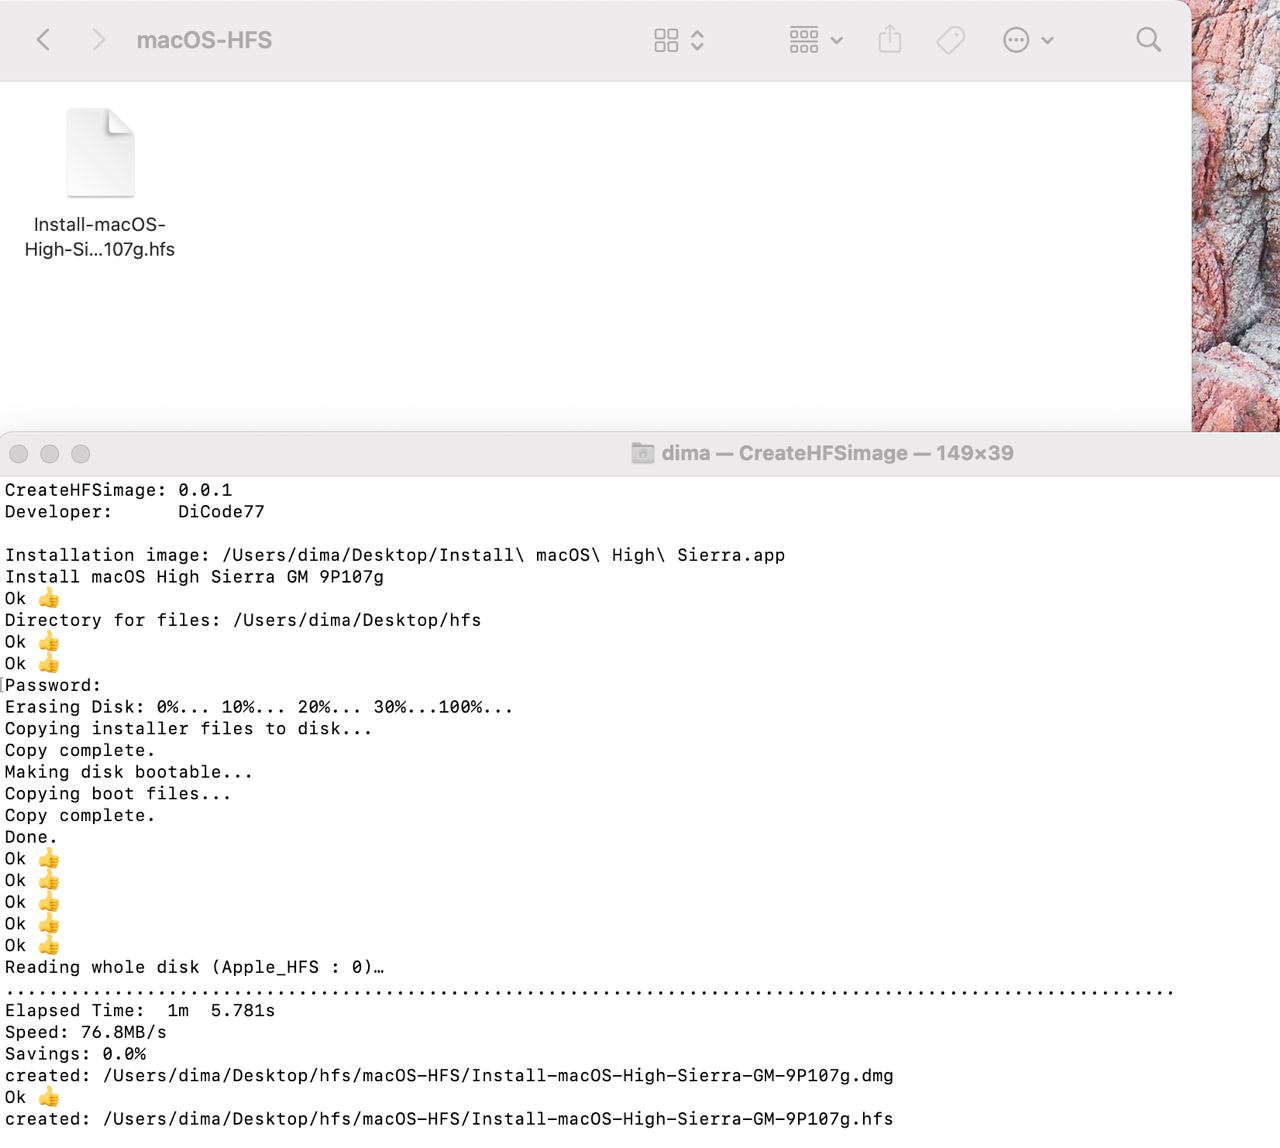 macOS-HFS
Install-macOS-
High-Si...107g.hfs
dima — CreateHFSimage — 149×39
CreateHFSimage: 0.0.1
Developer:      DiCode77
Installation image: /Users/dima/Desktop/Install\ macOS\ High\ Sierra.app
Install macOS High Sierra GM 9P107g
Ok 👍
Directory for files: /Users/dima/Desktop/hfs
Ok 👍
Ok 👍
Password:
Erasing Disk: 0%... 10%... 20%... 30%...100%...
Copying installer files to disk...
Copy complete.
Making disk bootable...
Copying boot files...
Copy complete.
Done.
Ok 👍
Ok 👍
Ok 👍
Ok 👍
Ok 👍
Reading whole disk (Apple_HFS : 0)…
............................................................................................................
Elapsed Time:  1m  5.781s
Speed: 76.8MB/s
Savings: 0.0%
created: /Users/dima/Desktop/hfs/macOS-HFS/Install-macOS-High-Sierra-GM-9P107g.dmg
Ok 👍
created: /Users/dima/Desktop/hfs/macOS-HFS/Install-macOS-High-Sierra-GM-9P107g.hfs